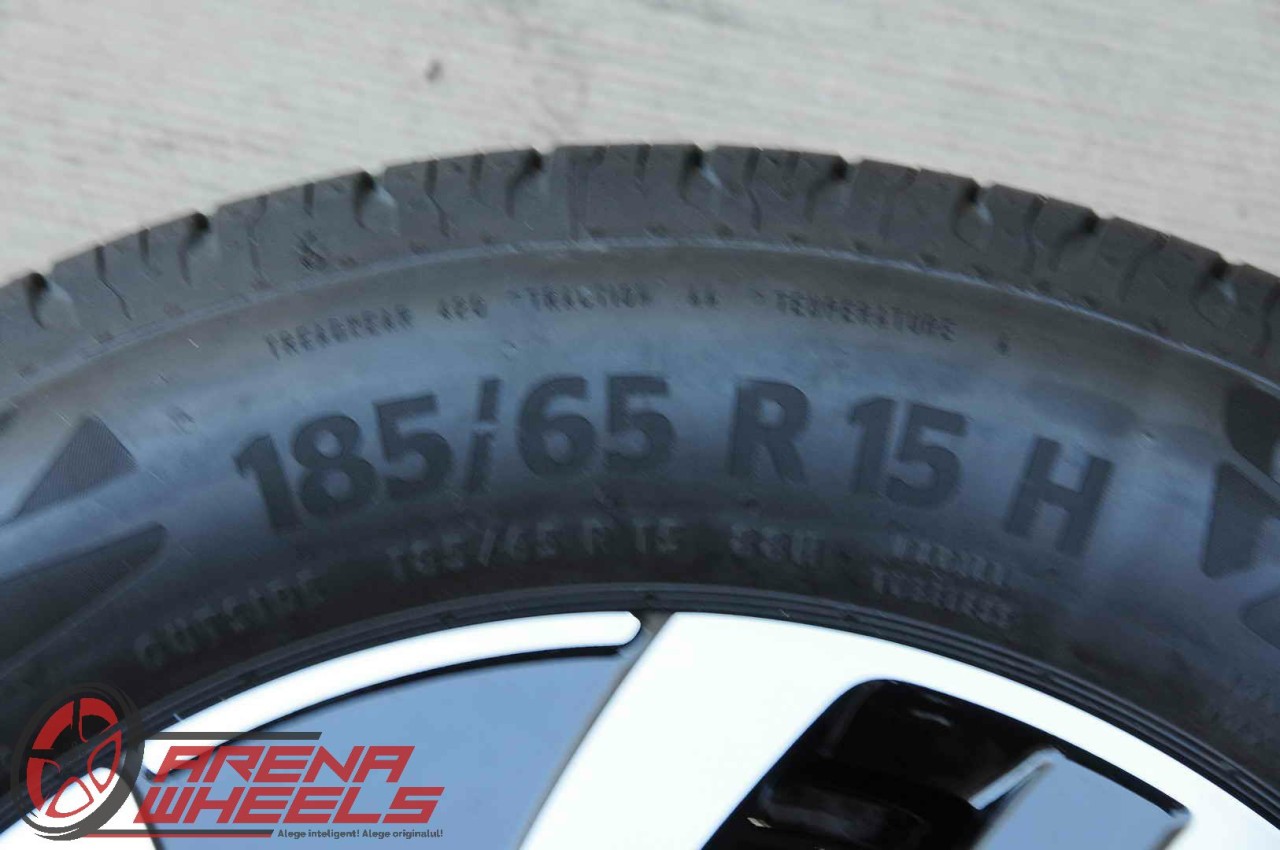 TREADWEAR 420 TRACTION AA TEMPERATURE A
185/65 R 15 H
OUTSIDE 185/65 R 15 88H RADIAL TUBELESS
ARENA WHEELS
Alege inteligent! Alege originalul!